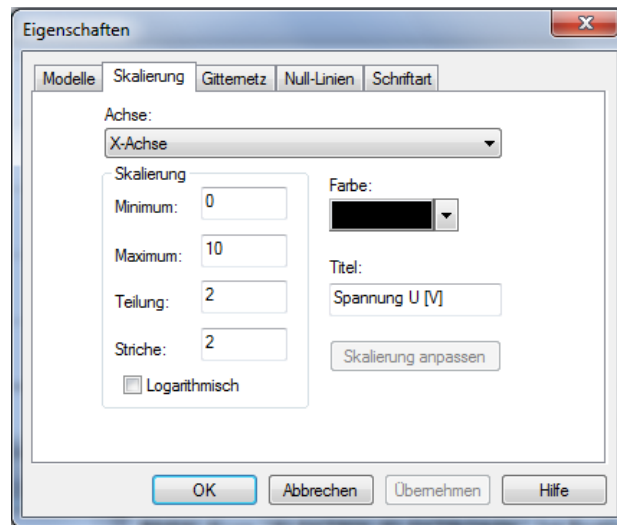 Eigenschaften
Modelle Skalierung Gitternetz Null-Linien Schriftart
Achse:
X-Achse
Skalierung
Minimum: 0
Maximum: 10
Teilung: 2
Striche: 2
Logarithmisch
Farbe:
Titel:
Spannung U [V]
Skalierung anpassen
OK Abbrechen Übernehmen Hilfe